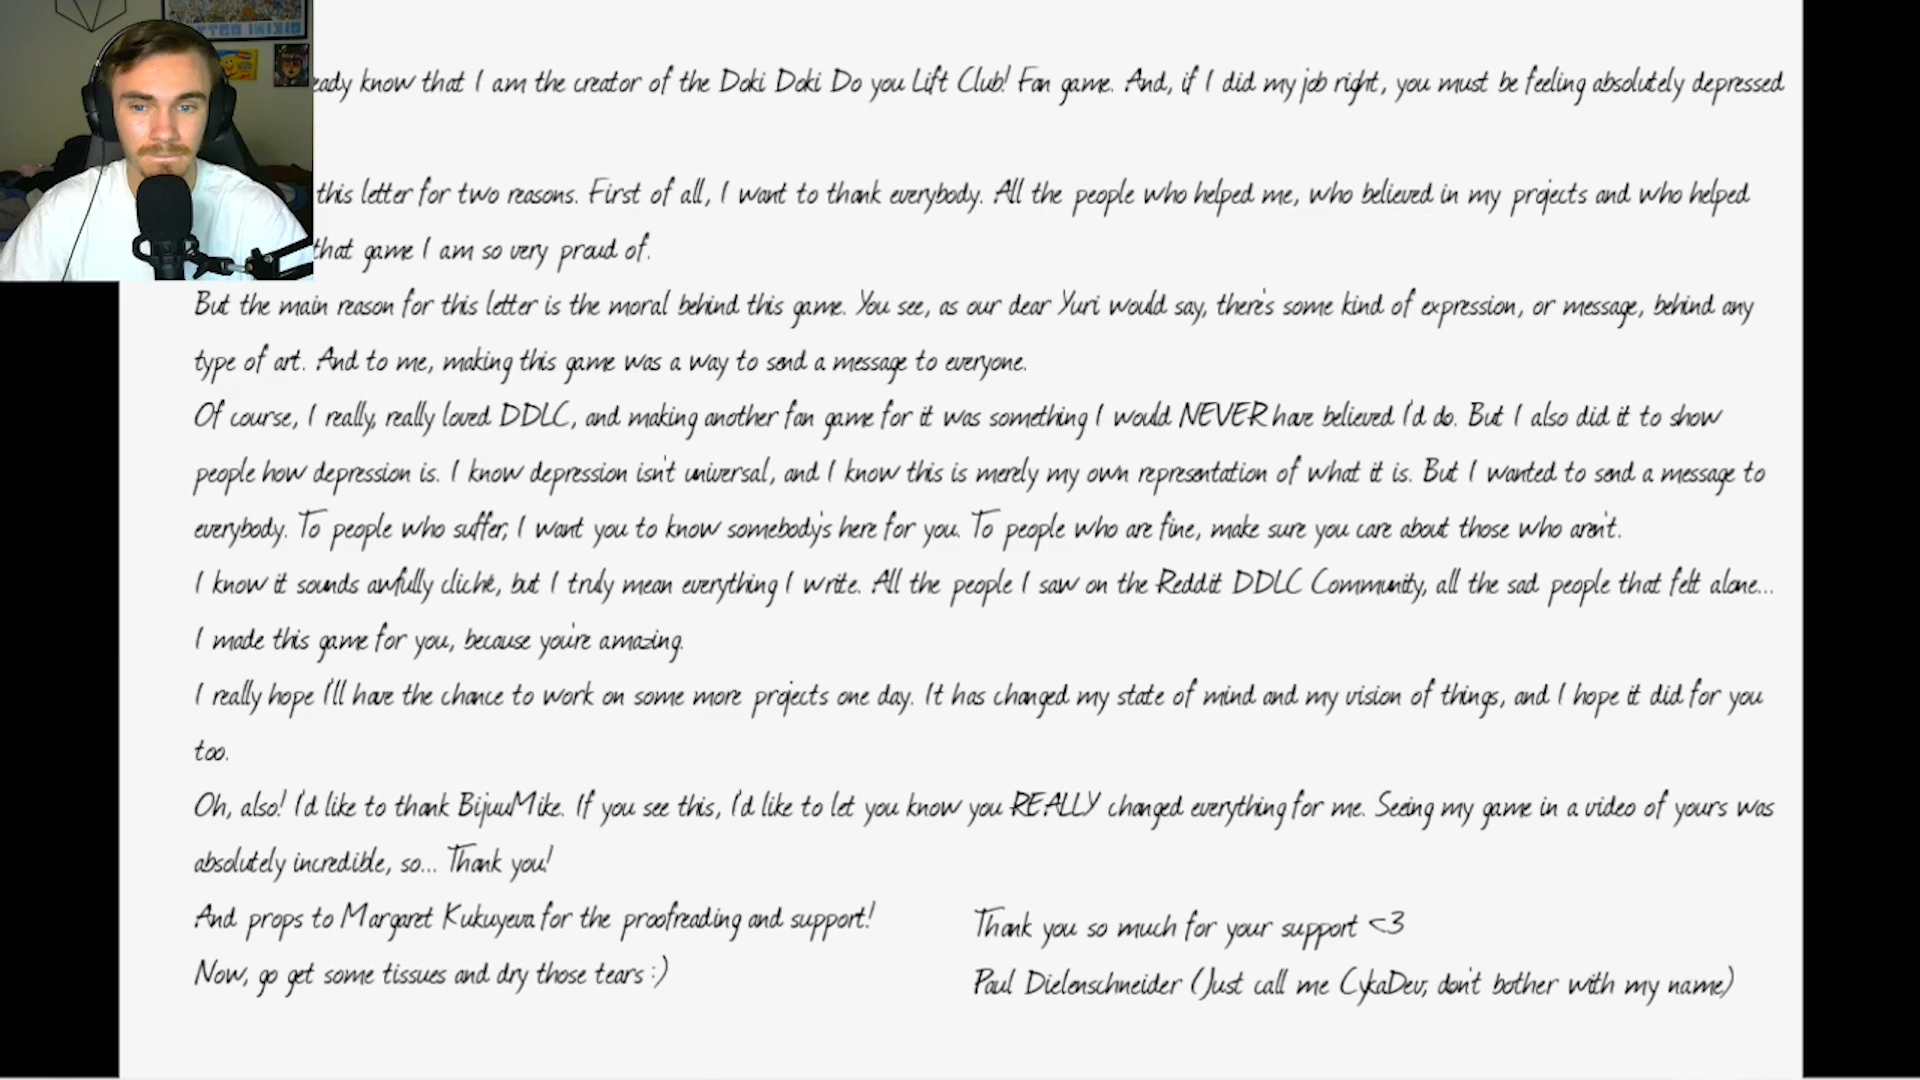 know that I am the creator of the Doki Doki Do you Lift Club! Fan game. And, if I did my job right, you must be feeling absolutely depressed
this letter for two reasons. First of all, I want to thank everybody. All the people who helped me, who believed in my projects and who helped
that game I am so very proud of.
But the main reason for this letter is the moral behind this game. You see, as our dear Yuri would say, there's some kind of expression, or message, behind any
type of art. And to me, making this game was a way to send a message to everyone.
Of course, I really, really loved DDLC, and making another fan game for it was something I would NEVER have believed I'd do. But I also did it to show
people how depression is. I know depression isn't universal, and I know this is merely my own representation of what it is. But I wanted to send a message to
everybody. To people who suffer, I want you to know somebody's here for you. To people who are fine, make sure you care about those who aren't.
I know it sounds awfully cliché, but I truly mean everything I write. All the people I saw on the Reddit DDLC Community, all the sad people that felt alone...
I made this game for you, because you're amazing.
I really hope I'll have the chance to work on some more projects one day. It has changed my state of mind and my vision of things, and I hope it did for you
too.
Oh, also! I'd like to thank BijuuMike. If you see this, I'd like to let you know you REALLY changed everything for me. Seeing my game in a video of yours was
absolutely incredible, so... Thank you!
And props to Margaret Kukuyeva for the proofreading and support!
Now, go get some tissues and dry those tears :)
Thank you so much for your support <3
Paul Dielenschneider (Just call me CykaDev, don't bother with my name)